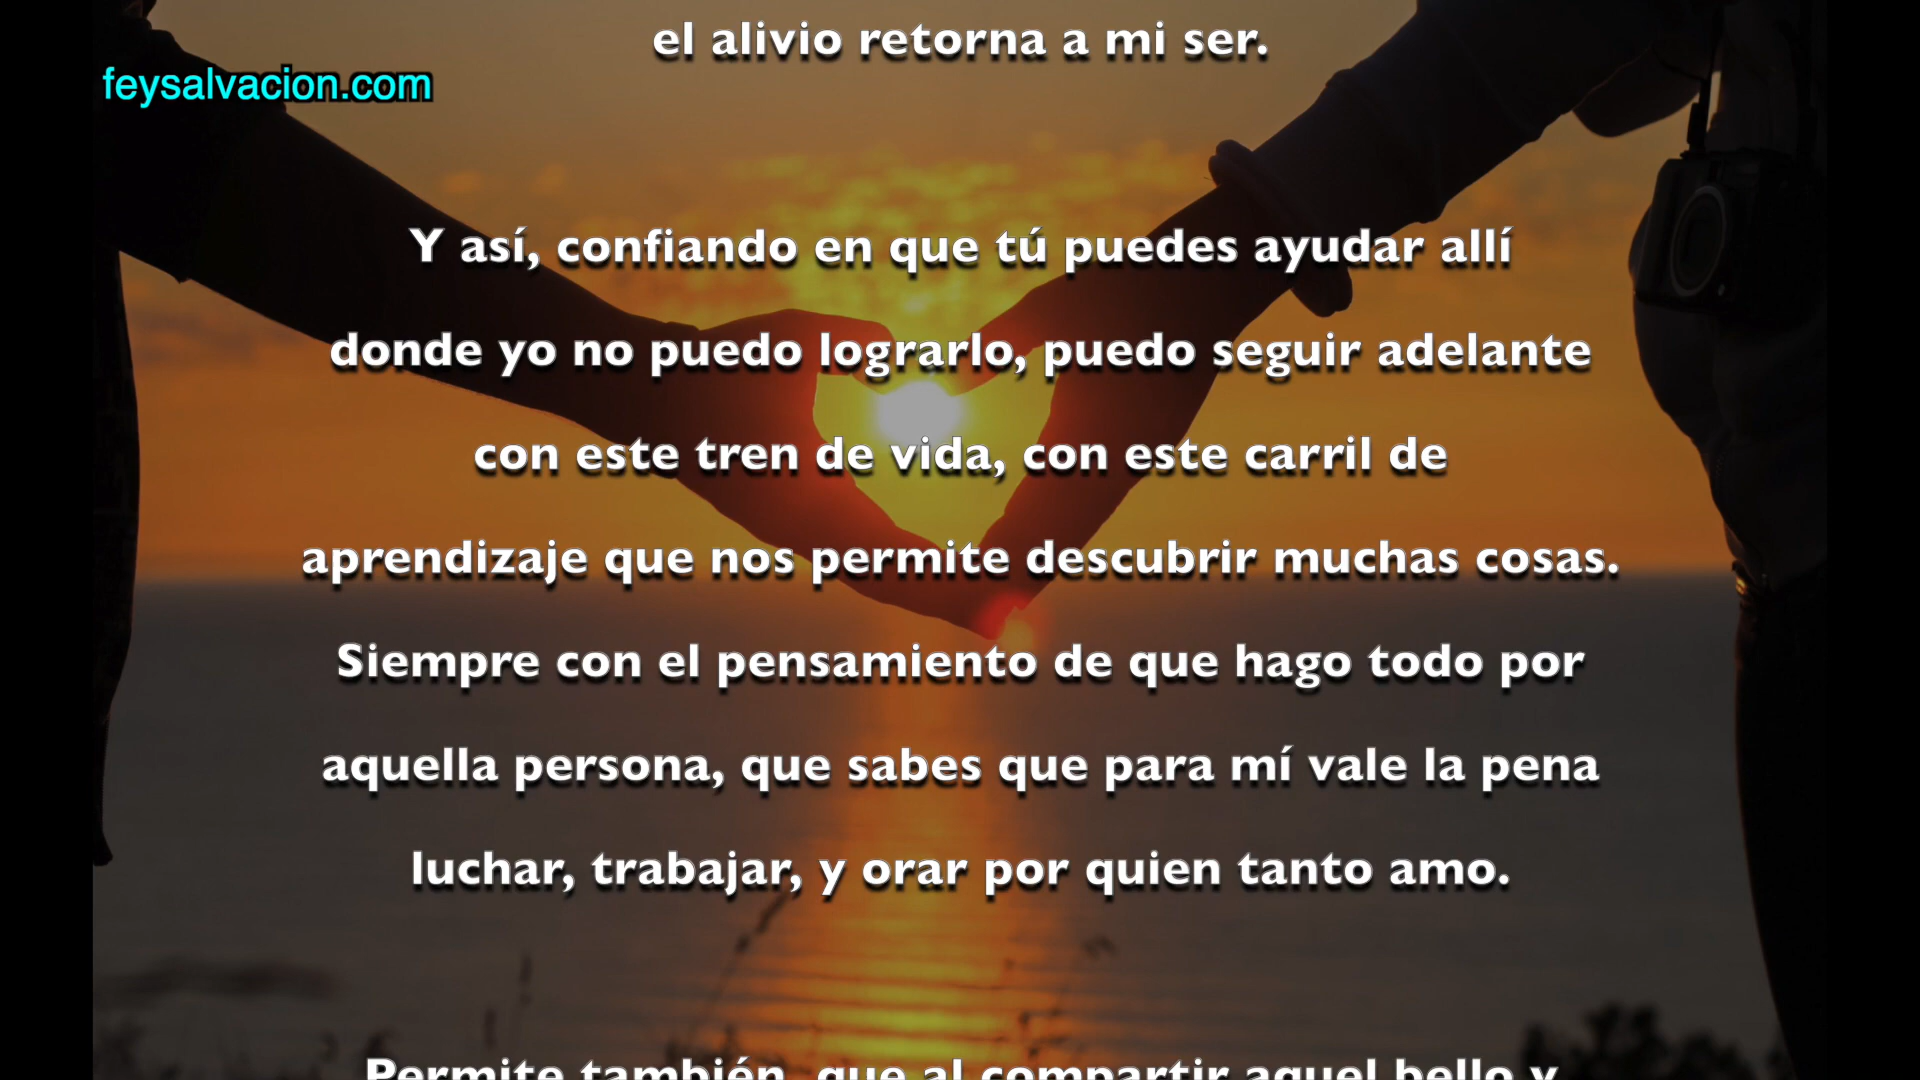 el alivio retorna a mi ser.
feysalvacion.com
Y así, confiando en que tú puedes ayudar allí
donde yo no puedo lograrlo, puedo seguir adelante
con este tren de vida, con este carril de
aprendizaje que nos permite descubrir muchas cosas.
Siempre con el pensamiento de que hago todo por
aquella persona, que sabes que para mí vale la pena
luchar, trabajar, y orar por quien tanto amo.
Permite también, que al compartir aquel bello y